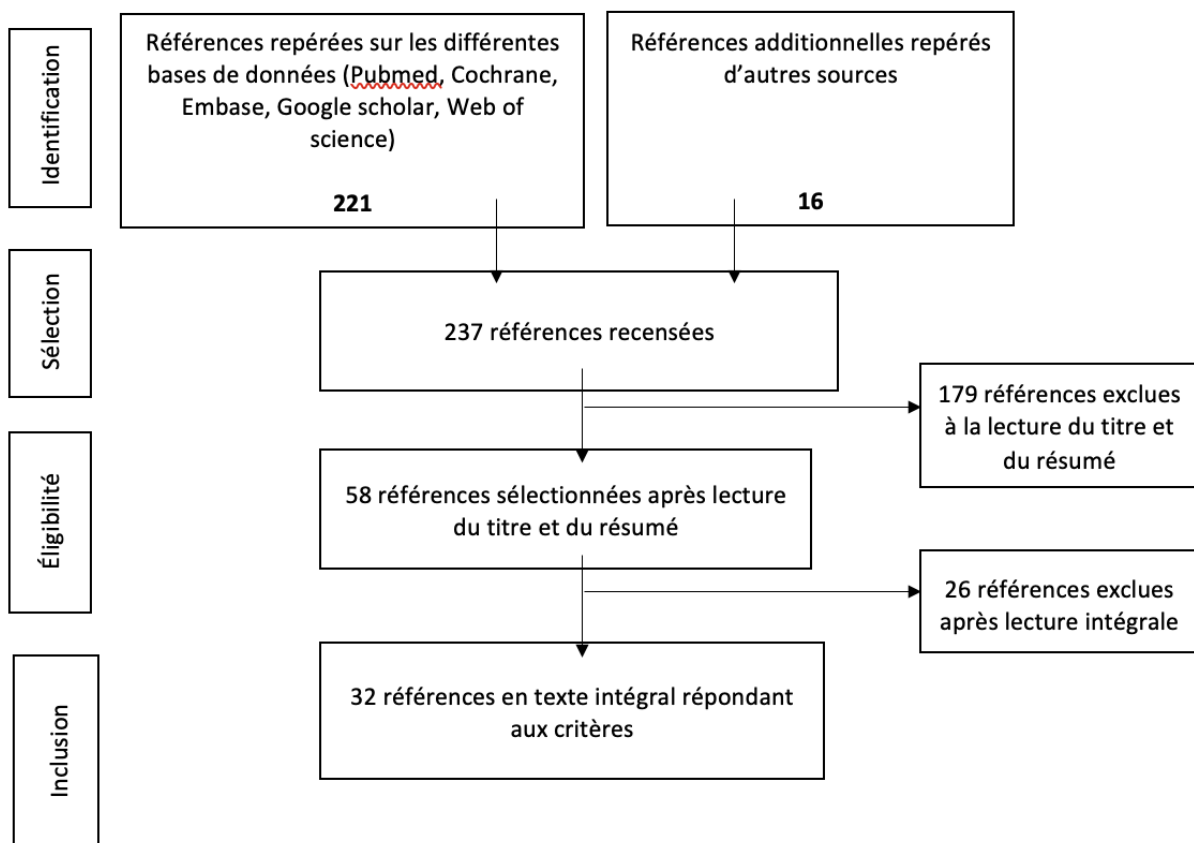 Identification
Références repérées sur les différentes
bases de données (Pubmed, Cochrane,
Embase, Google scholar, Web of
science)
221
Références additionnelles repérés
d'autres sources
16
Sélection
237 références recensées
179 références exclues
à la lecture du titre et
du résumé
Éligibilité
58 références sélectionnées après lecture
du titre et du résumé
26 références exclues
après lecture intégrale
Inclusion
32 références en texte intégral répondant
aux critères